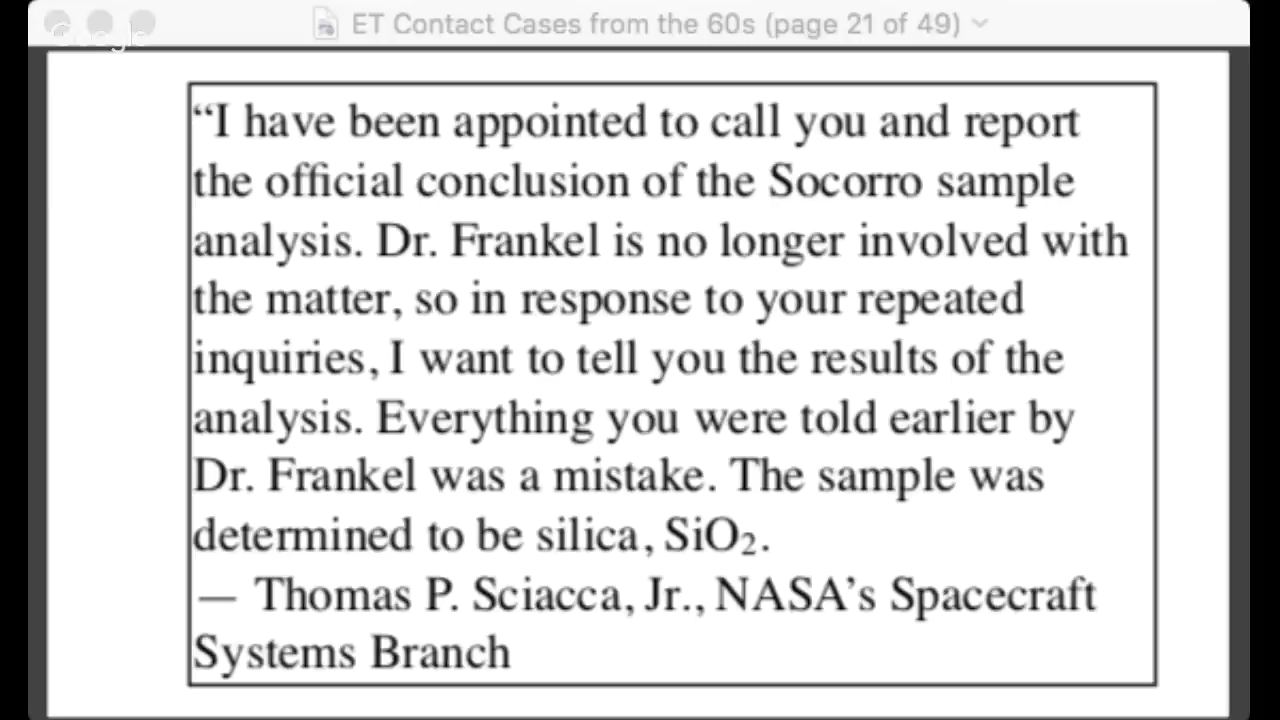 ET Contact Cases from the 60s (page 21 of 49)
Google
“I have been appointed to call you and report
the official conclusion of the Socorro sample
analysis. Dr. Frankel is no longer involved with
the matter, so in response to your repeated
inquiries, I want to tell you the results of the
analysis. Everything you were told earlier by
Dr. Frankel was a mistake. The sample was
determined to be silica, SiO₂.
— Thomas P. Sciacca, Jr., NASA’s Spacecraft
Systems Branch